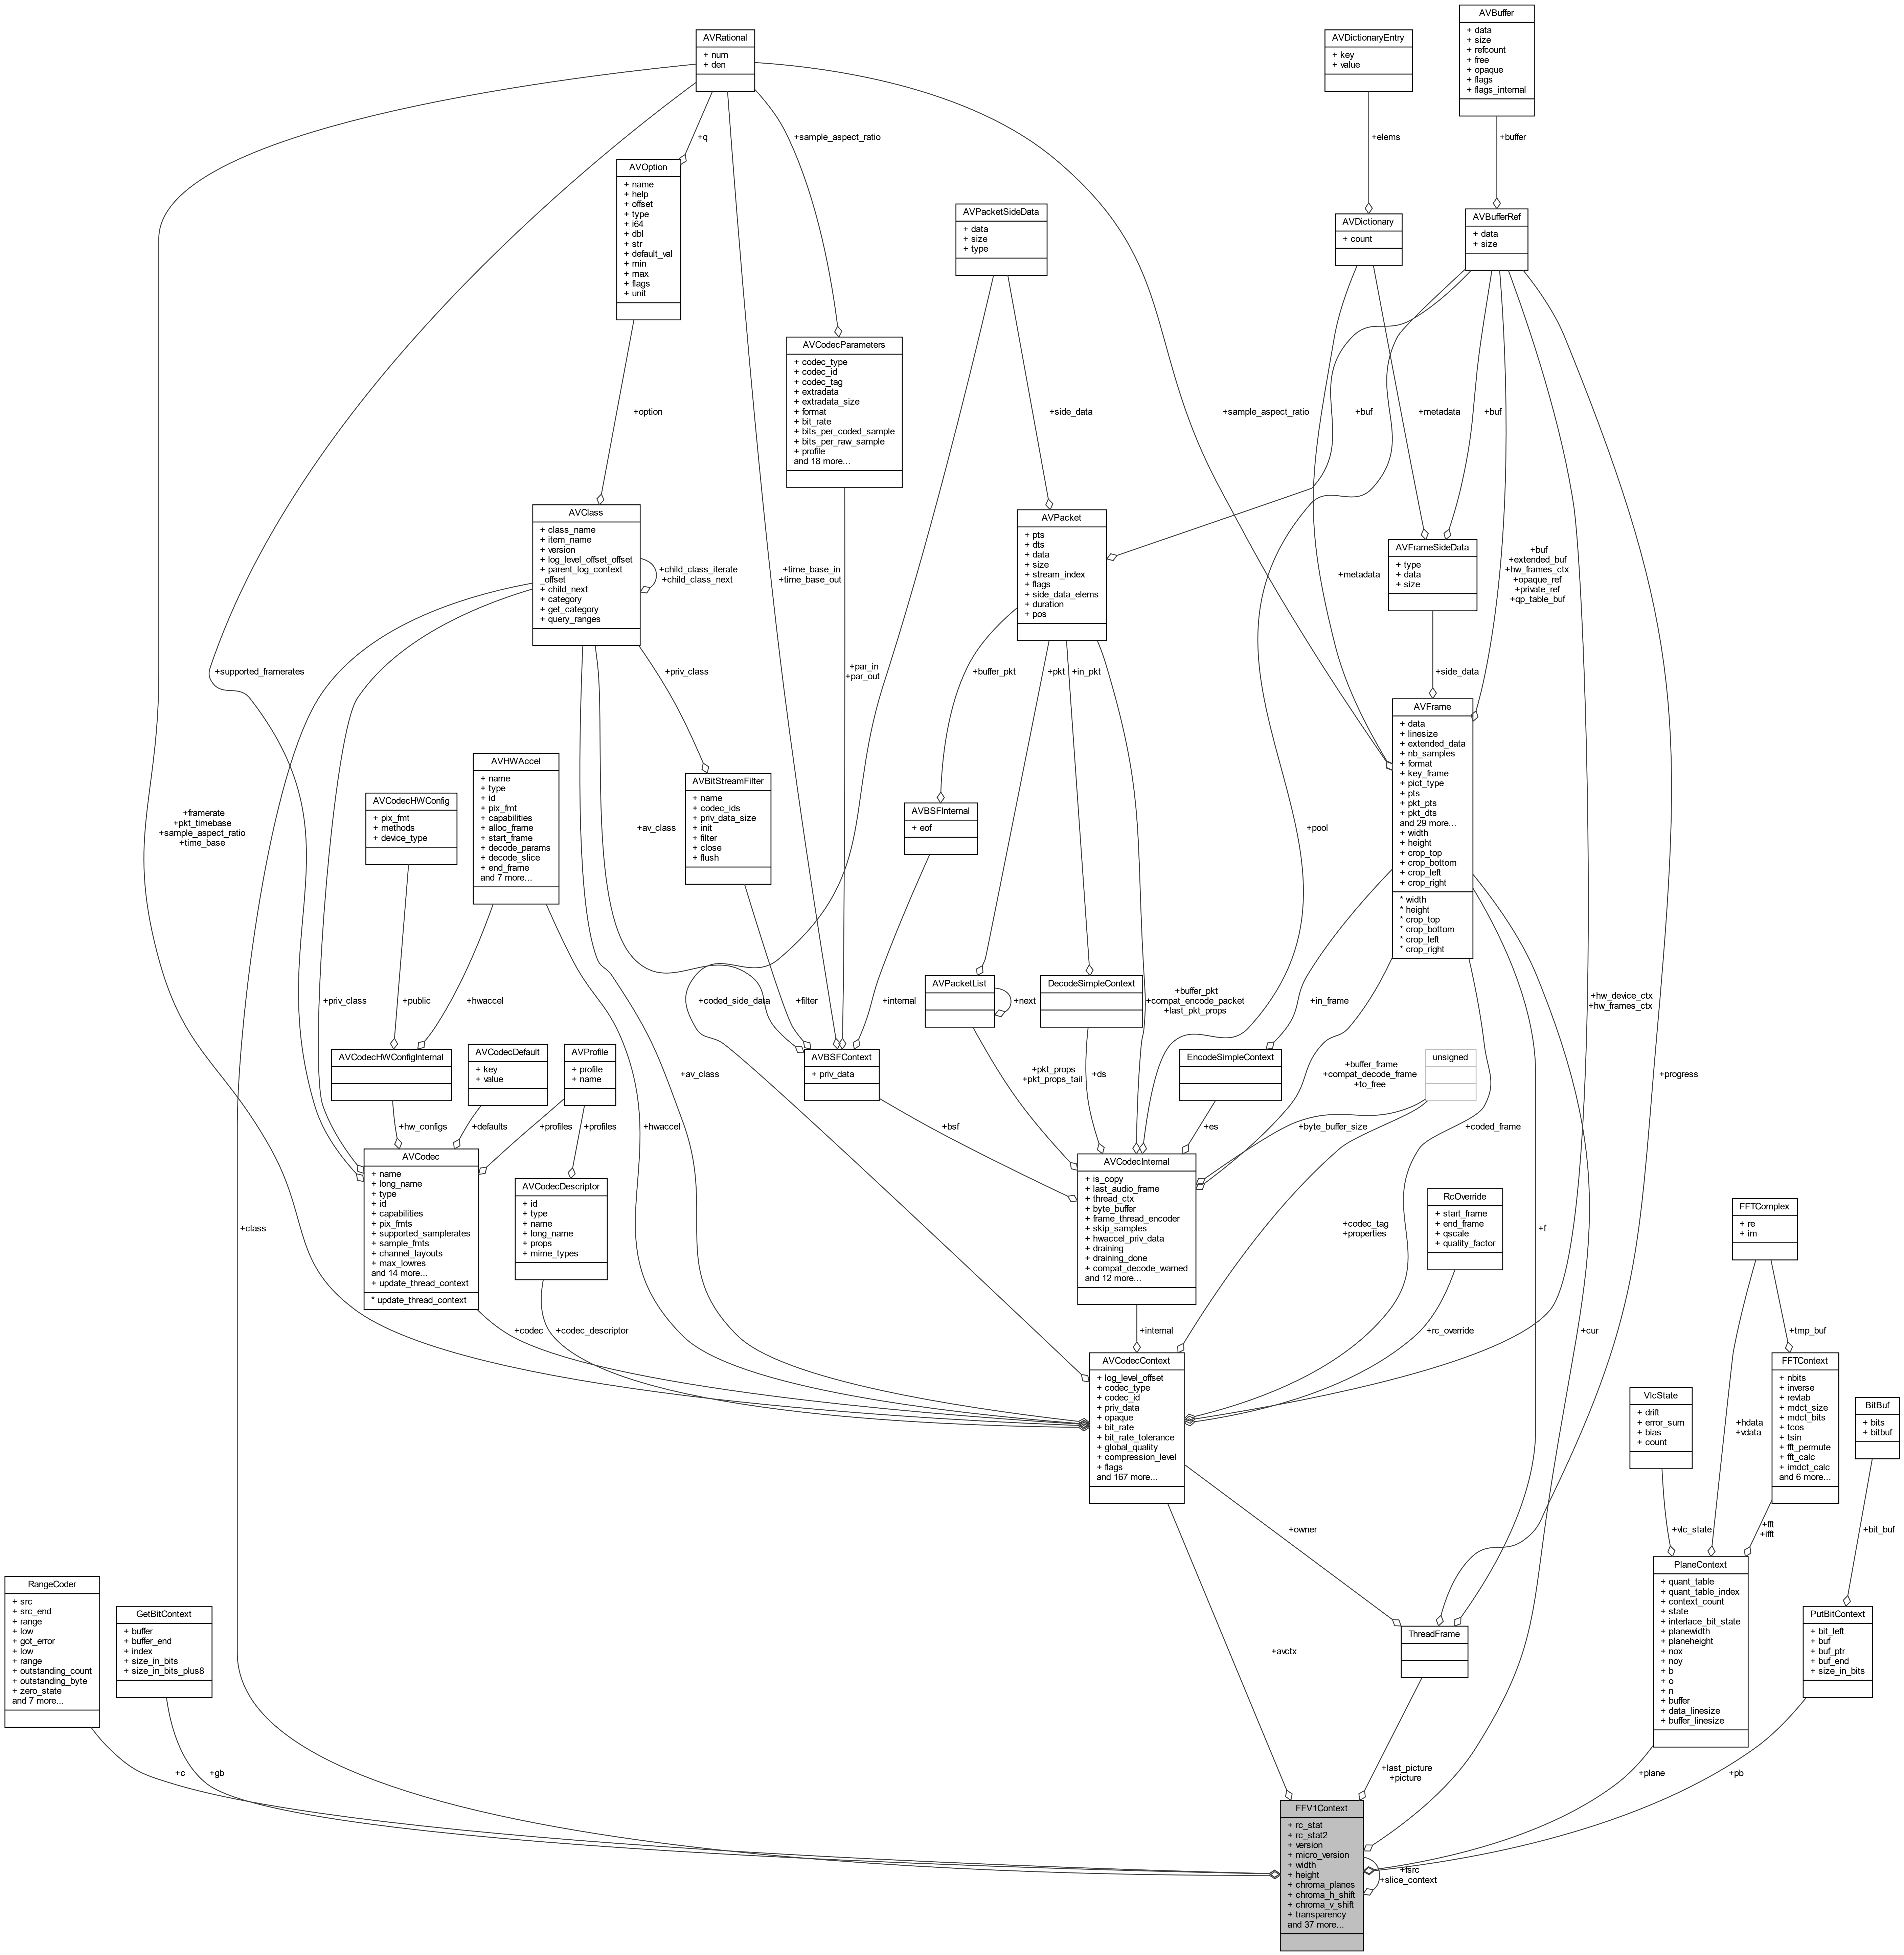 AVBuffer
+ data
+ size
+ refcount
+ free
+ opaque
+ flags
+ flags_internal
AVRational
+ num
+ den
AVDictionaryEntry
+ key
+ value
+q
+sample_aspect_ratio
+elems
+buffer
AVOption
+ name
+ help
+ offset
+ type
+ i64
+ dbl
+ str
+ default_val
+ min
+ max
+ flags
+ unit
AVPacketSideData
+ data
+ size
+ type
AVDictionary
+ count
AVBufferRef
+ data
+ size
AVCodecParameters
+ codec_type
+ codec_id
+ codec_tag
+ extradata
+ extradata_size
+ format
+ bit_rate
+ bits_per_coded_sample
+ bits_per_raw_sample
+ profile
and 18 more...
+option
+side_data
+sample_aspect_ratio
+buf
+metadata
+buf
AVClass
+ class_name
+ item_name
+ version
+ log_level_offset_offset
+ parent_log_context
_offset
+ child_next
+ category
+ get_category
+ query_ranges
+child_class_iterate
+child_class_next
+time_base_in
+time_base_out
AVPacket
+ pts
+ dts
+ data
+ size
+ stream_index
+ flags
+ side_data_elems
+ duration
+ pos
+metadata
AVFrameSideData
+ type
+ data
+ size
+buf
+extended_buf
+hw_frames_ctx
+opaque_ref
+private_ref
+qp_table_buf
+supported_framerates
+priv_class
+par_in
+par_out
+buffer_pkt
+pkt
+in_pkt
+side_data
AVFrame
+ data
+ linesize
+ extended_data
+ nb_samples
+ format
+ key_frame
+ pict_type
+ pts
+ pkt_pts
+ pkt_dts
and 29 more...
+ width
+ height
+ crop_top
+ crop_bottom
+ crop_left
+ crop_right
* width
* height
* crop_top
* crop_bottom
* crop_left
* crop_right
AVHWAccel
+ name
+ type
+ id
+ pix_fmt
+ capabilities
+ alloc_frame
+ start_frame
+ decode_params
+ decode_slice
+ end_frame
and 7 more...
AVCodecHWConfig
+ pix_fmt
+ methods
+ device_type
AVBitStreamFilter
+ name
+ codec_ids
+ priv_data_size
+ init
+ filter
+ close
+ flush
AVBSFInternal
+ eof
+framerate
+pkt_timebase
+sample_aspect_ratio
+time_base
+av_class
+pool
+priv_class
+public
+hwaccel
+coded_side_data
+filter
+internal
AVPacketList
+next
DecodeSimpleContext
+buffer_pkt
+compat_encode_packet
+last_pkt_props
+in_frame
+hw_device_ctx
+hw_frames_ctx
AVCodecHWConfigInternal
AVCodecDefault
+ key
+ value
AVProfile
+ profile
+ name
AVBSFContext
+ priv_data
+av_class
+pkt_props
+pkt_props_tail
+ds
EncodeSimpleContext
+buffer_frame
+compat_decode_frame
+to_free
unsigned
+progress
+hw_configs
+defaults
+profiles
+profiles
+hwaccel
+bsf
+es
+byte_buffer_size
+coded_frame
AVCodec
+ name
+ long_name
+ type
+ id
+ capabilities
+ pix_fmts
+ supported_samplerates
+ sample_fmts
+ channel_layouts
+ max_lowres
and 14 more...
+ update_thread_context
* update_thread_context
AVCodecDescriptor
+ id
+ type
+ name
+ long_name
+ props
+ mime_types
AVCodecInternal
+ is_copy
+ last_audio_frame
+ thread_ctx
+ byte_buffer
+ frame_thread_encoder
+ skip_samples
+ hwaccel_priv_data
+ draining
+ draining_done
+ compat_decode_warned
and 12 more...
+class
+codec_tag
+properties
RcOverride
+ start_frame
+ end_frame
+ qscale
+ quality_factor
+f
FFTComplex
+ re
+ im
+codec
+codec_descriptor
+internal
+rc_override
+cur
+tmp_buf
AVCodecContext
+ log_level_offset
+ codec_type
+ codec_id
+ priv_data
+ opaque
+ bit_rate
+ bit_rate_tolerance
+ global_quality
+ compression_level
+ flags
and 167 more...
VlcState
+ drift
+ error_sum
+ bias
+ count
+hdata
+vdata
FFTContext
+ nbits
+ inverse
+ revtab
+ mdct_size
+ mdct_bits
+ tcos
+ tsin
+ fft_permute
+ fft_calc
+ imdct_calc
and 6 more...
BitBuf
+ bits
+ bitbuf
+owner
+vlc_state
+fft
+ifft
+bit_buf
RangeCoder
+ src
+ src_end
+ range
+ low
+ got_error
+ low
+ range
+ outstanding_count
+ outstanding_byte
+ zero_state
and 7 more...
GetBitContext
+ buffer
+ buffer_end
+ index
+ size_in_bits
+ size_in_bits_plus8
+avctx
ThreadFrame
PlaneContext
+ quant_table
+ quant_table_index
+ context_count
+ state
+ interlace_bit_state
+ planewidth
+ planeheight
+ nox
+ noy
+ b
+ o
+ n
+ buffer
+ data_linesize
+ buffer_linesize
PutBitContext
+ bit_left
+ buf
+ buf_ptr
+ buf_end
+ size_in_bits
+c
+gb
+last_picture
+picture
+plane
+pb
FFV1Context
+ rc_stat
+ rc_stat2
+ version
+ micro_version
+ width
+ height
+ chroma_planes
+ chroma_h_shift
+ chroma_v_shift
+ transparency
and 37 more...
+fsrc
+slice_context